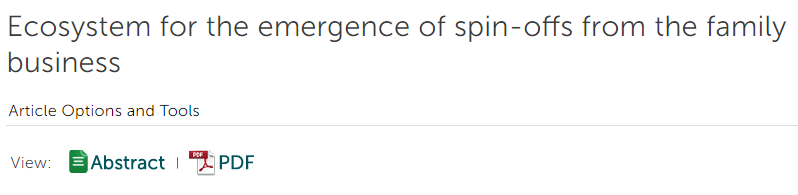 Ecosystem for the emergence of spin-offs from the family
business
Article Options and Tools
View: Abstract | PDF PDF